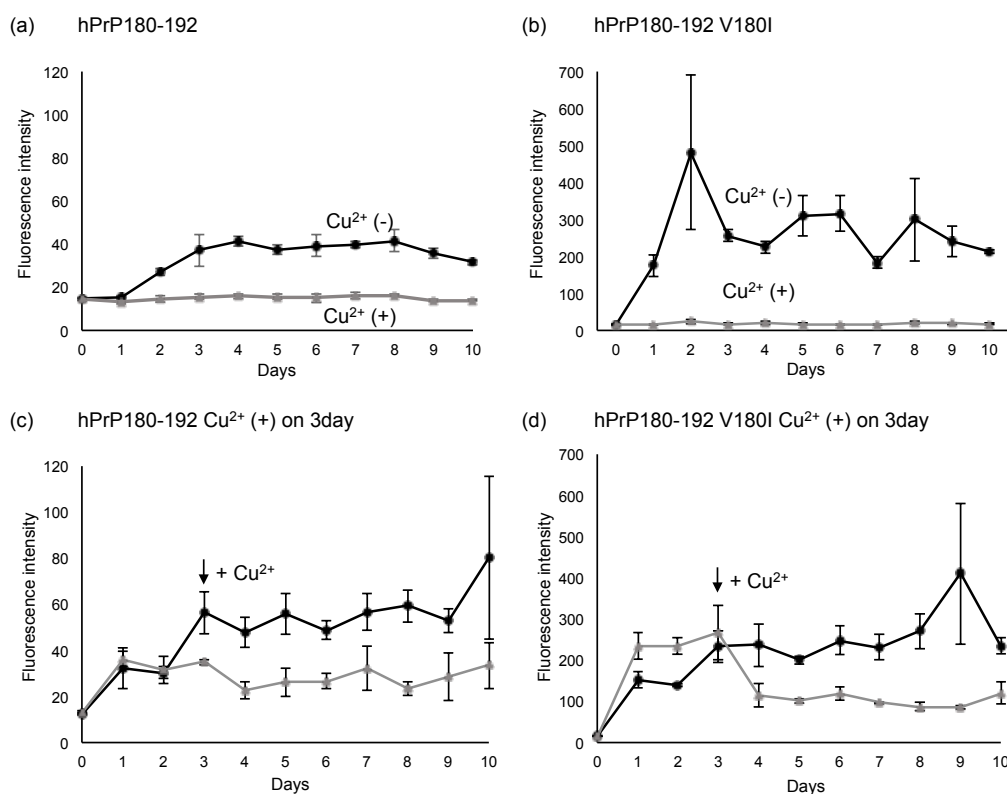 (a) hPrP180-192
120
100
80
60
40
20
0
Fluorescence intensity
Cu²⁺ (-)
Cu²⁺ (+)
0 1 2 3 4 5 6 7 8 9 10
Days
(b) hPrP180-192 V180I
700
600
500
400
300
200
100
0
Fluorescence intensity
Cu²⁺ (-)
Cu²⁺ (+)
0 1 2 3 4 5 6 7 8 9 10
Days
(c) hPrP180-192 Cu²⁺ (+) on 3day
120
100
80
60
40
20
0
Fluorescence intensity
+ Cu²⁺
0 1 2 3 4 5 6 7 8 9 10
Days
(d) hPrP180-192 V180I Cu²⁺ (+) on 3day
700
600
500
400
300
200
100
0
Fluorescence intensity
+ Cu²⁺
0 1 2 3 4 5 6 7 8 9 10
Days